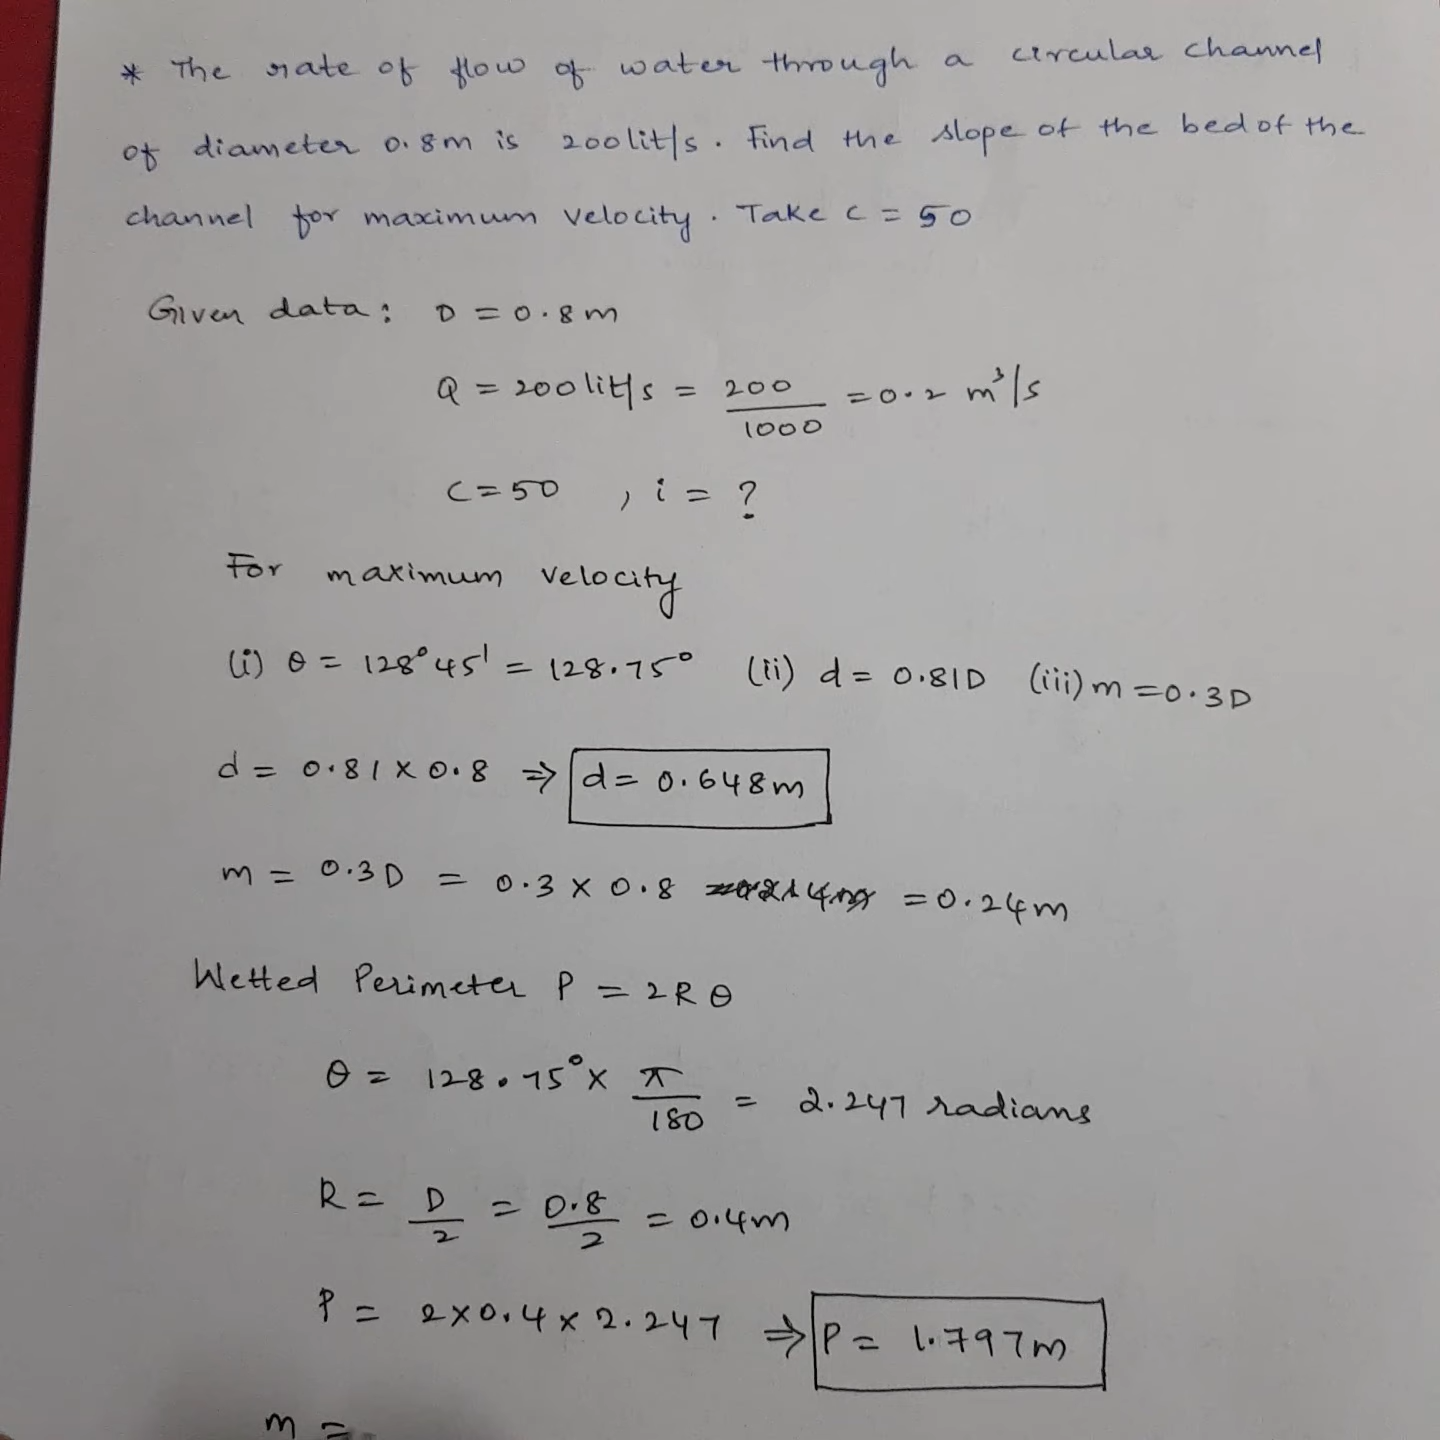 * The rate of flow of water through a circular channel
of diameter 0.8m is 200lit/s. Find the slope of the bed of the
channel for maximum velocity. Take C = 50
Given data: D = 0.8m
Q = 200lit/s = 200/1000 = 0.2 m³/s
C = 50 , i = ?
For maximum velocity
(i) θ = 128°45' = 128.75° (ii) d = 0.81D (iii) m = 0.3D
d = 0.81 × 0.8 ⇒ d = 0.648m
m = 0.3D = 0.3 × 0.8 = 0.24m
Wetted Perimeter P = 2Rθ
θ = 128.75° × π/180 = 2.247 radians
R = D/2 = 0.8/2 = 0.4m
P = 2×0.4×2.247 ⇒ P = 1.797m
m =